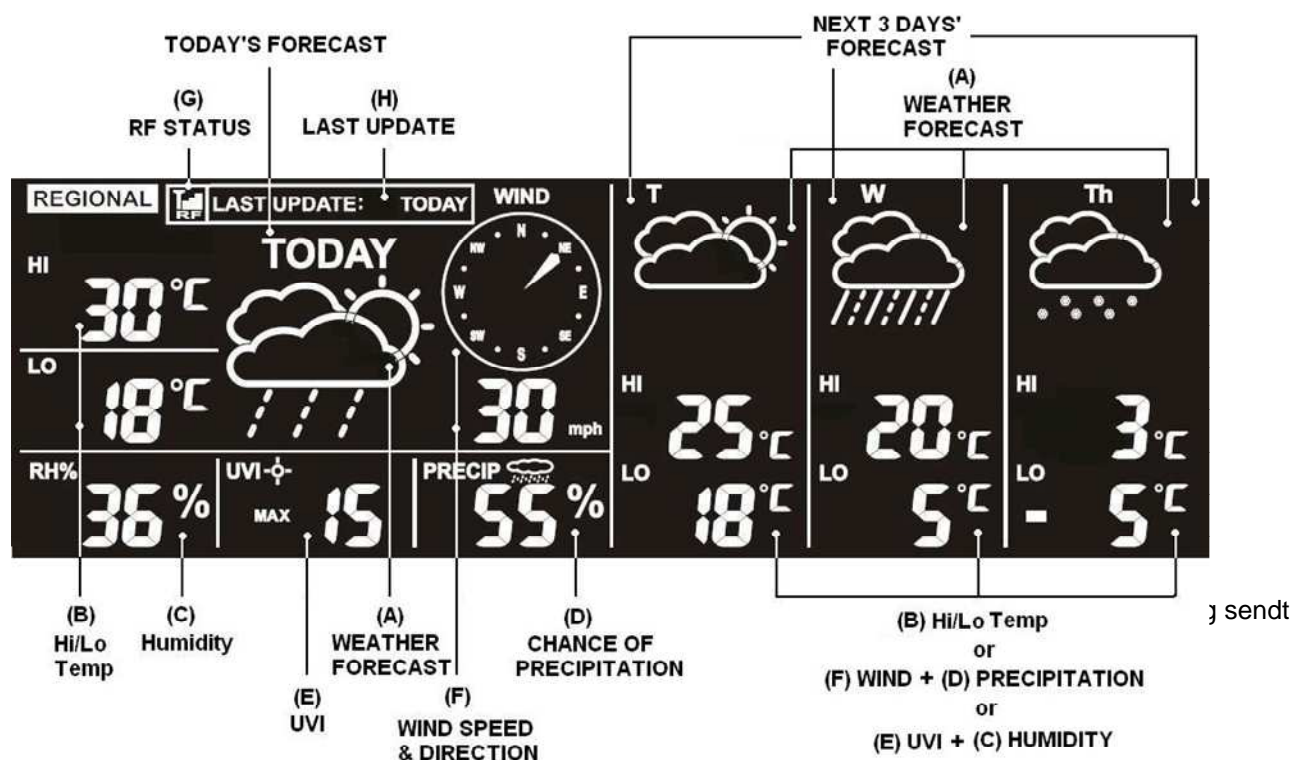 TODAY'S FORECAST
NEXT 3 DAYS'
FORECAST
(G)
RF STATUS
(H)
LAST UPDATE
(A)
WEATHER
FORECAST
REGIONAL
RF
LAST UPDATE: TODAY
WIND
T
W
Th
TODAY
N
NE
E
SE
S
SW
W
NW
HI
30°C
LO
18°C
30 mph
HI
25°C
LO
18°C
HI
20°C
LO
5°C
HI
3°C
LO
-5°C
RH%
36%
UVI
MAX 15
PRECIP
55%
(B)
Hi/Lo
Temp
(C)
Humidity
(E)
UVI
(A)
WEATHER
FORECAST
(F)
WIND SPEED
& DIRECTION
(D)
CHANCE OF
PRECIPITATION
(B) Hi/Lo Temp
or
(F) WIND + (D) PRECIPITATION
or
(E) UVI + (C) HUMIDITY
sendt